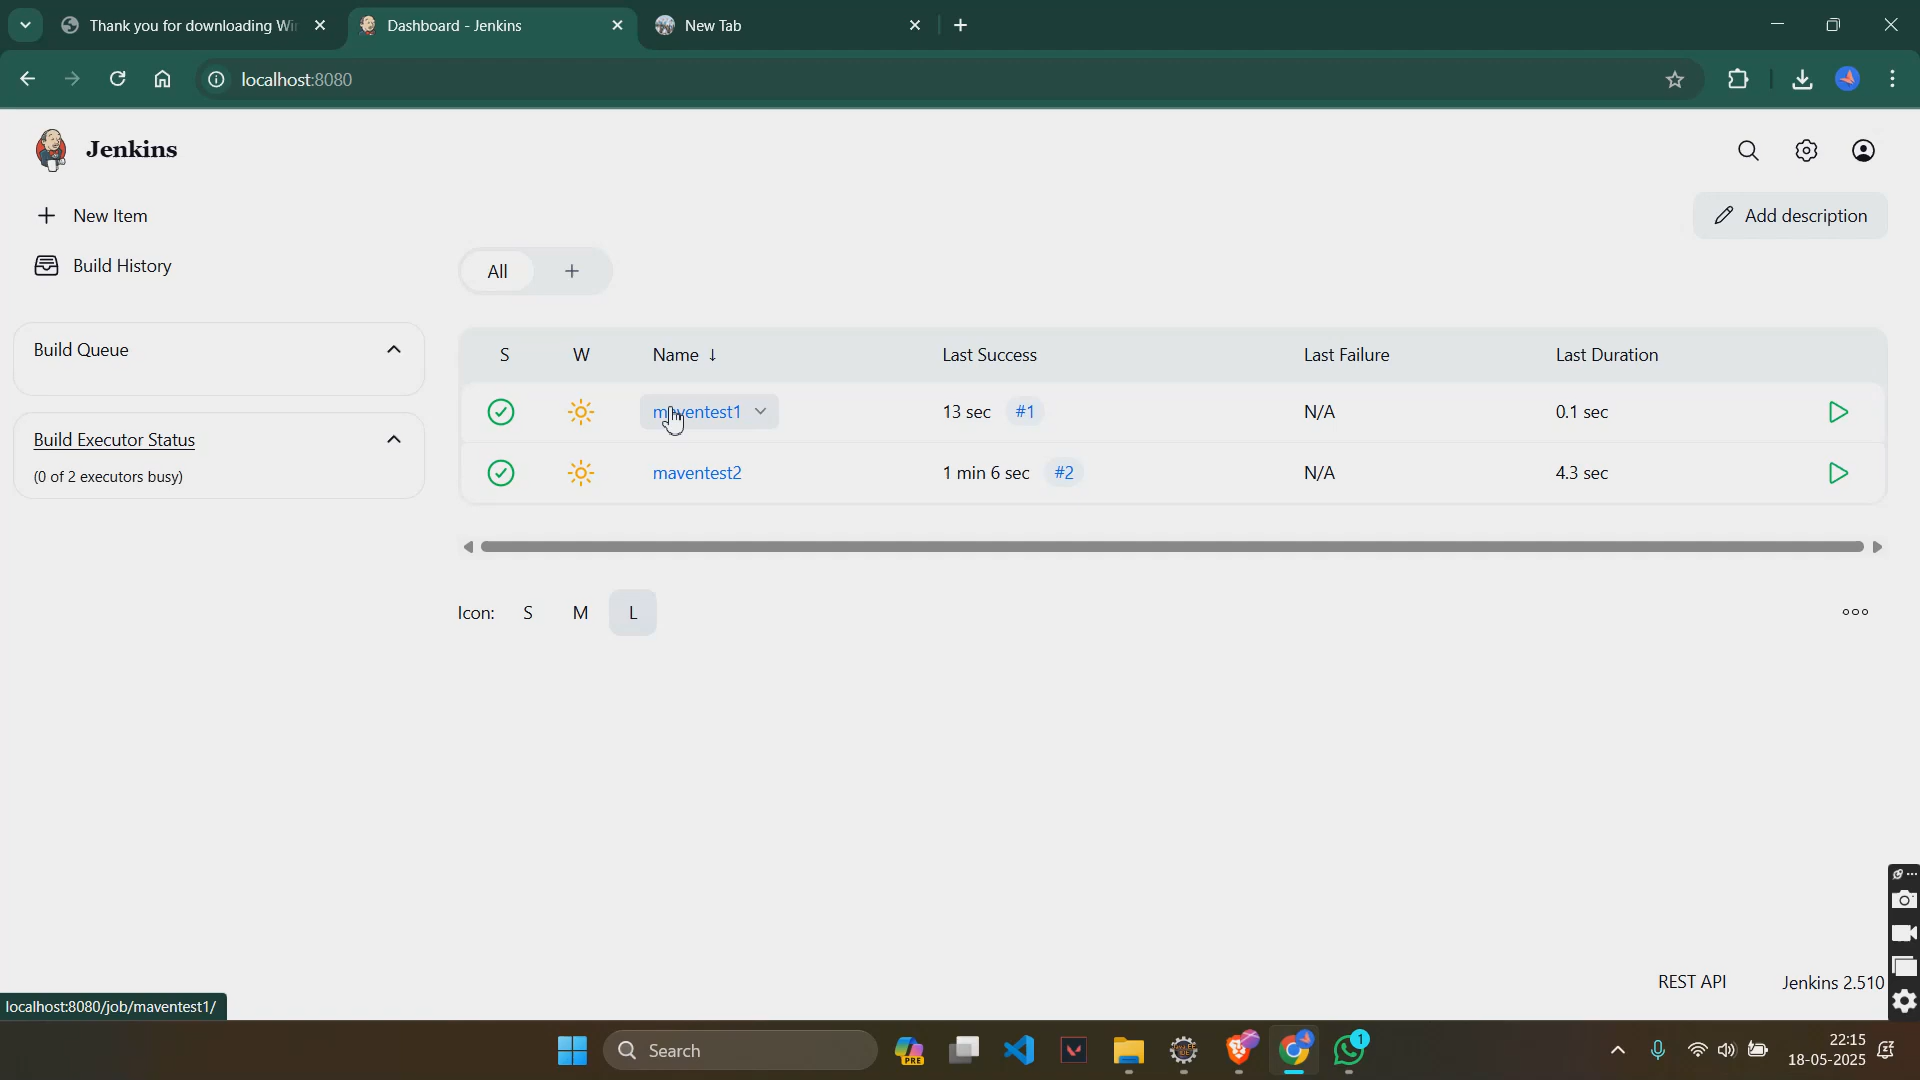 Thank you for downloading Wi
Dashboard - Jenkins
New Tab
localhost:8080
Jenkins
New Item
Add description
Build History
All
Build Queue
S W Name ↓ Last Success Last Failure Last Duration
maventest1 13 sec #1 N/A 0.1 sec
Build Executor Status
(0 of 2 executors busy)
maventest2 1 min 6 sec #2 N/A 4.3 sec
Icon: S M L
REST API Jenkins 2.510
localhost:8080/job/maventest1/
Search
PRE
1
22:15
18-05-2025